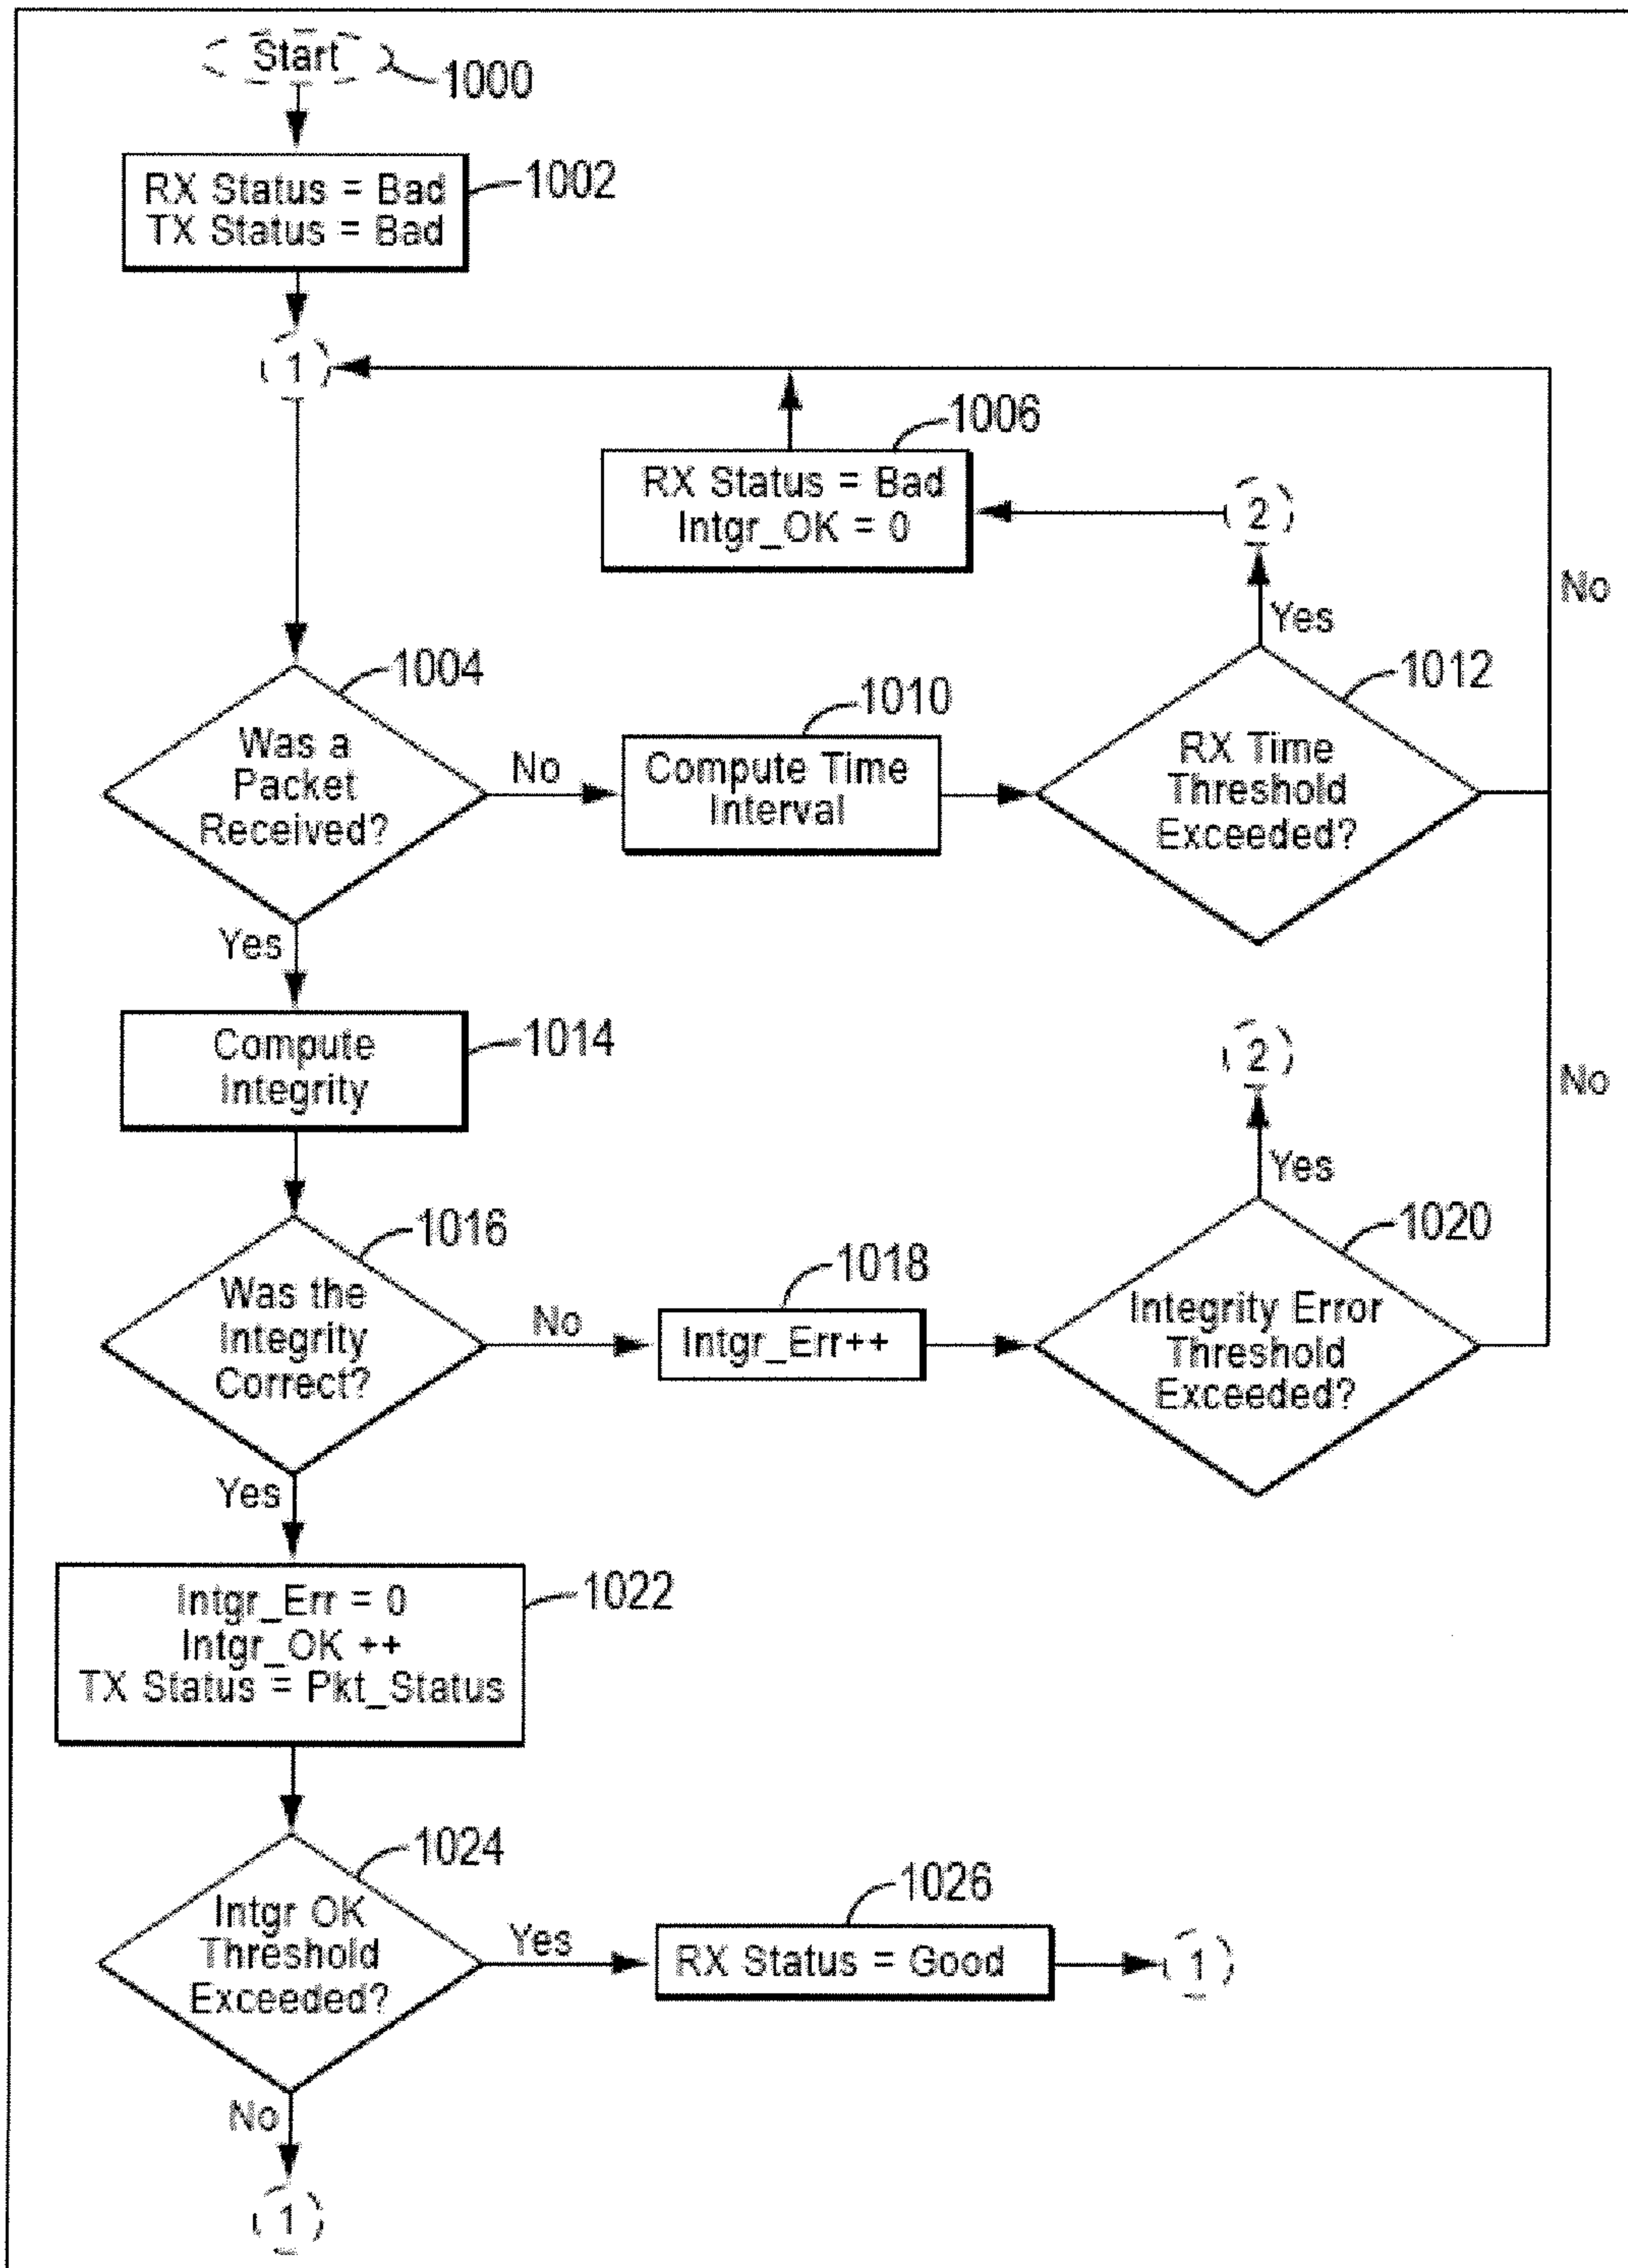 Start
1000
RX Status = Bad
TX Status = Bad
1002
1
1006
RX Status = Bad
Intgr_OK = 0
2
No
Yes
1004
1010
1012
Was a
Packet
Received?
No
Compute Time
Interval
RX Time
Threshold
Exceeded?
Yes
Compute
Integrity
1014
2
No
Yes
1016
1018
1020
Was the
Integrity
Correct?
No
Intgr_Err++
Integrity Error
Threshold
Exceeded?
Yes
Intgr_Err = 0
Intgr_OK ++
TX Status = Pkt_Status
1022
1024
1026
Intgr OK
Threshold
Exceeded?
Yes
RX Status = Good
1
No
1